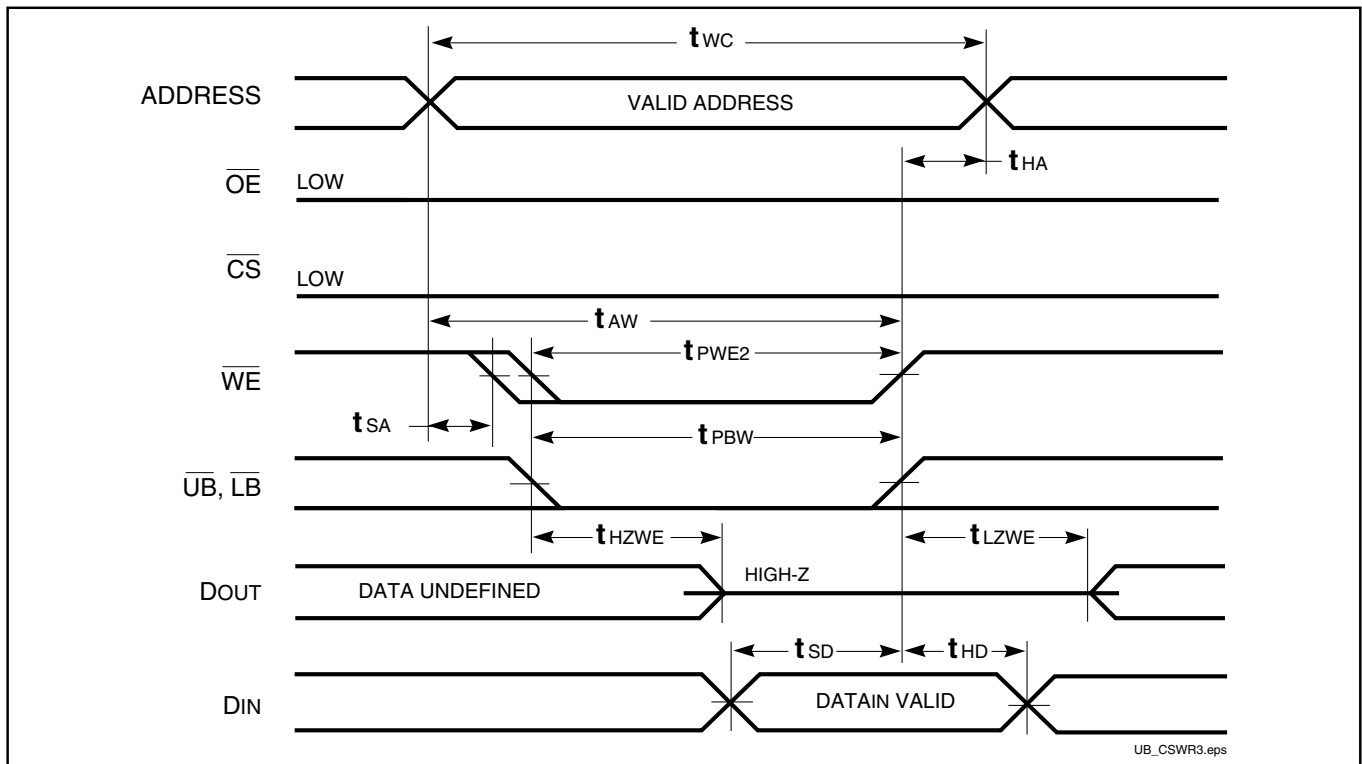 tWC
ADDRESS
VALID ADDRESS
tHA
OE
LOW
CS
LOW
tAW
tPWE2
WE
tSA
tPBW
UB, LB
tHZWE
tLZWE
DOUT
DATA UNDEFINED
HIGH-Z
tSD
tHD
DIN
DATAIN VALID
UB_CSWR3.eps